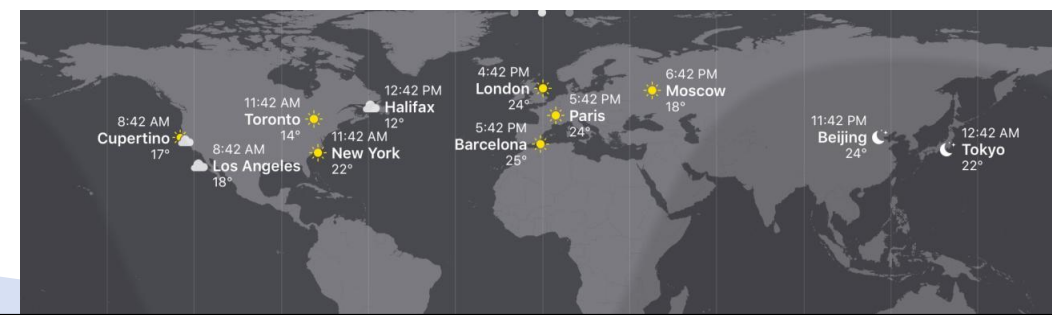 8:42 AM
Cupertino
17°
8:42 AM
Los Angeles
18°
11:42 AM
Toronto
14°
11:42 AM
New York
22°
12:42 PM
Halifax
12°
4:42 PM
London
24°
5:42 PM
Paris
24°
5:42 PM
Barcelona
25°
6:42 PM
Moscow
18°
11:42 PM
Beijing
24°
12:42 AM
Tokyo
22°